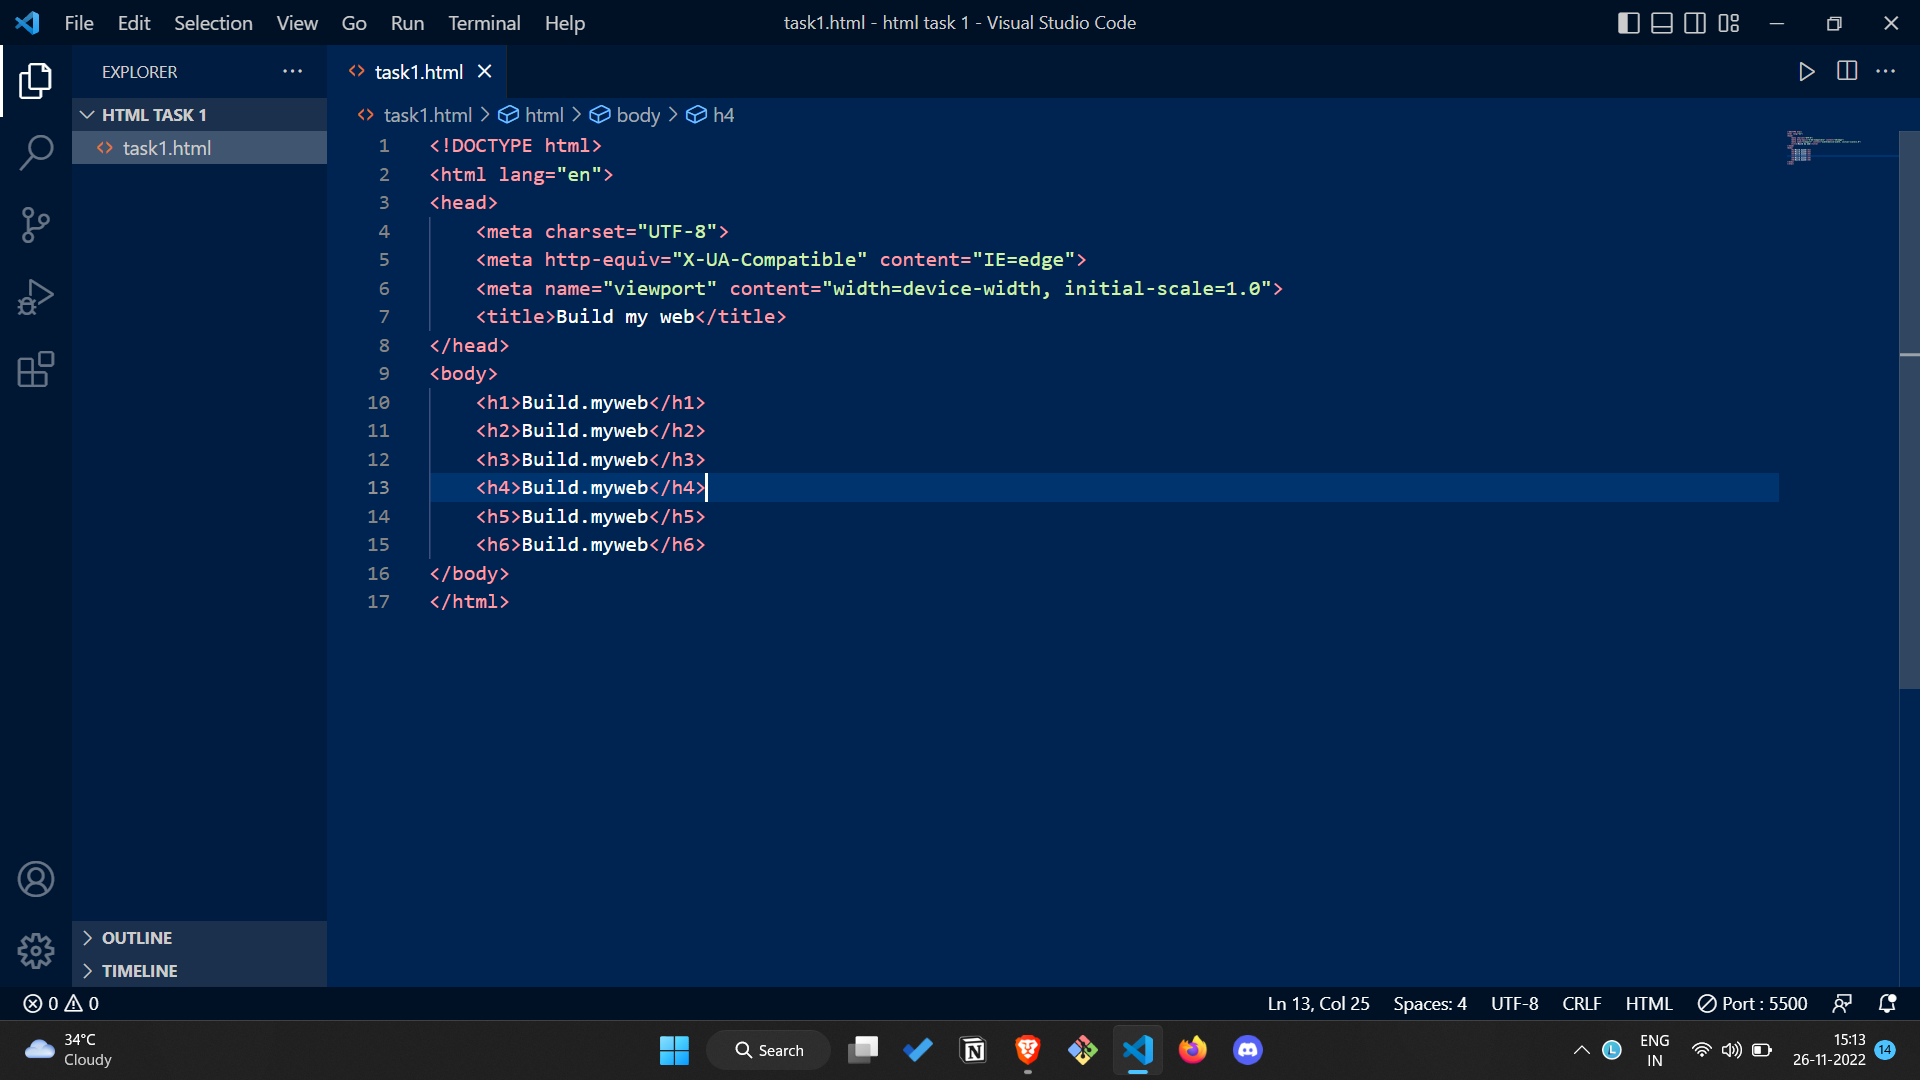 File Edit Selection View Go Run Terminal Help
task1.html - html task 1 - Visual Studio Code
EXPLORER
HTML TASK 1
task1.html
OUTLINE
TIMELINE
task1.html
task1.html > html > body > h4
1 <!DOCTYPE html>
2 <html lang="en">
3 <head>
4     <meta charset="UTF-8">
5     <meta http-equiv="X-UA-Compatible" content="IE=edge">
6     <meta name="viewport" content="width=device-width, initial-scale=1.0">
7     <title>Build my web</title>
8 </head>
9 <body>
10     <h1>Build.myweb</h1>
11     <h2>Build.myweb</h2>
12     <h3>Build.myweb</h3>
13     <h4>Build.myweb</h4>
14     <h5>Build.myweb</h5>
15     <h6>Build.myweb</h6>
16 </body>
17 </html>
0 0
Ln 13, Col 25 Spaces: 4 UTF-8 CRLF HTML Port : 5500
34°C
Cloudy
Search
ENG
IN
15:13
26-11-2022
14